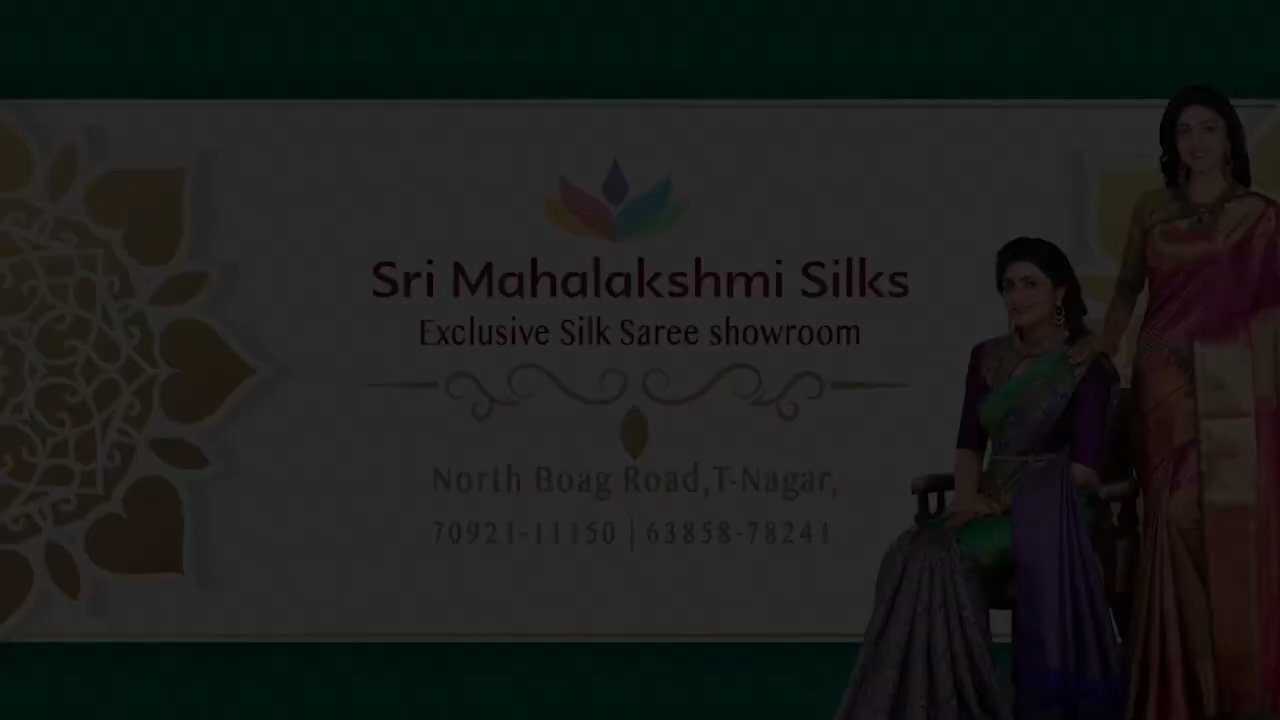 Sri Mahalakshmi Silks
Exclusive Silk Saree showroom
North Boag Road,T-Nagar,
70921-11150 | 63858-78241